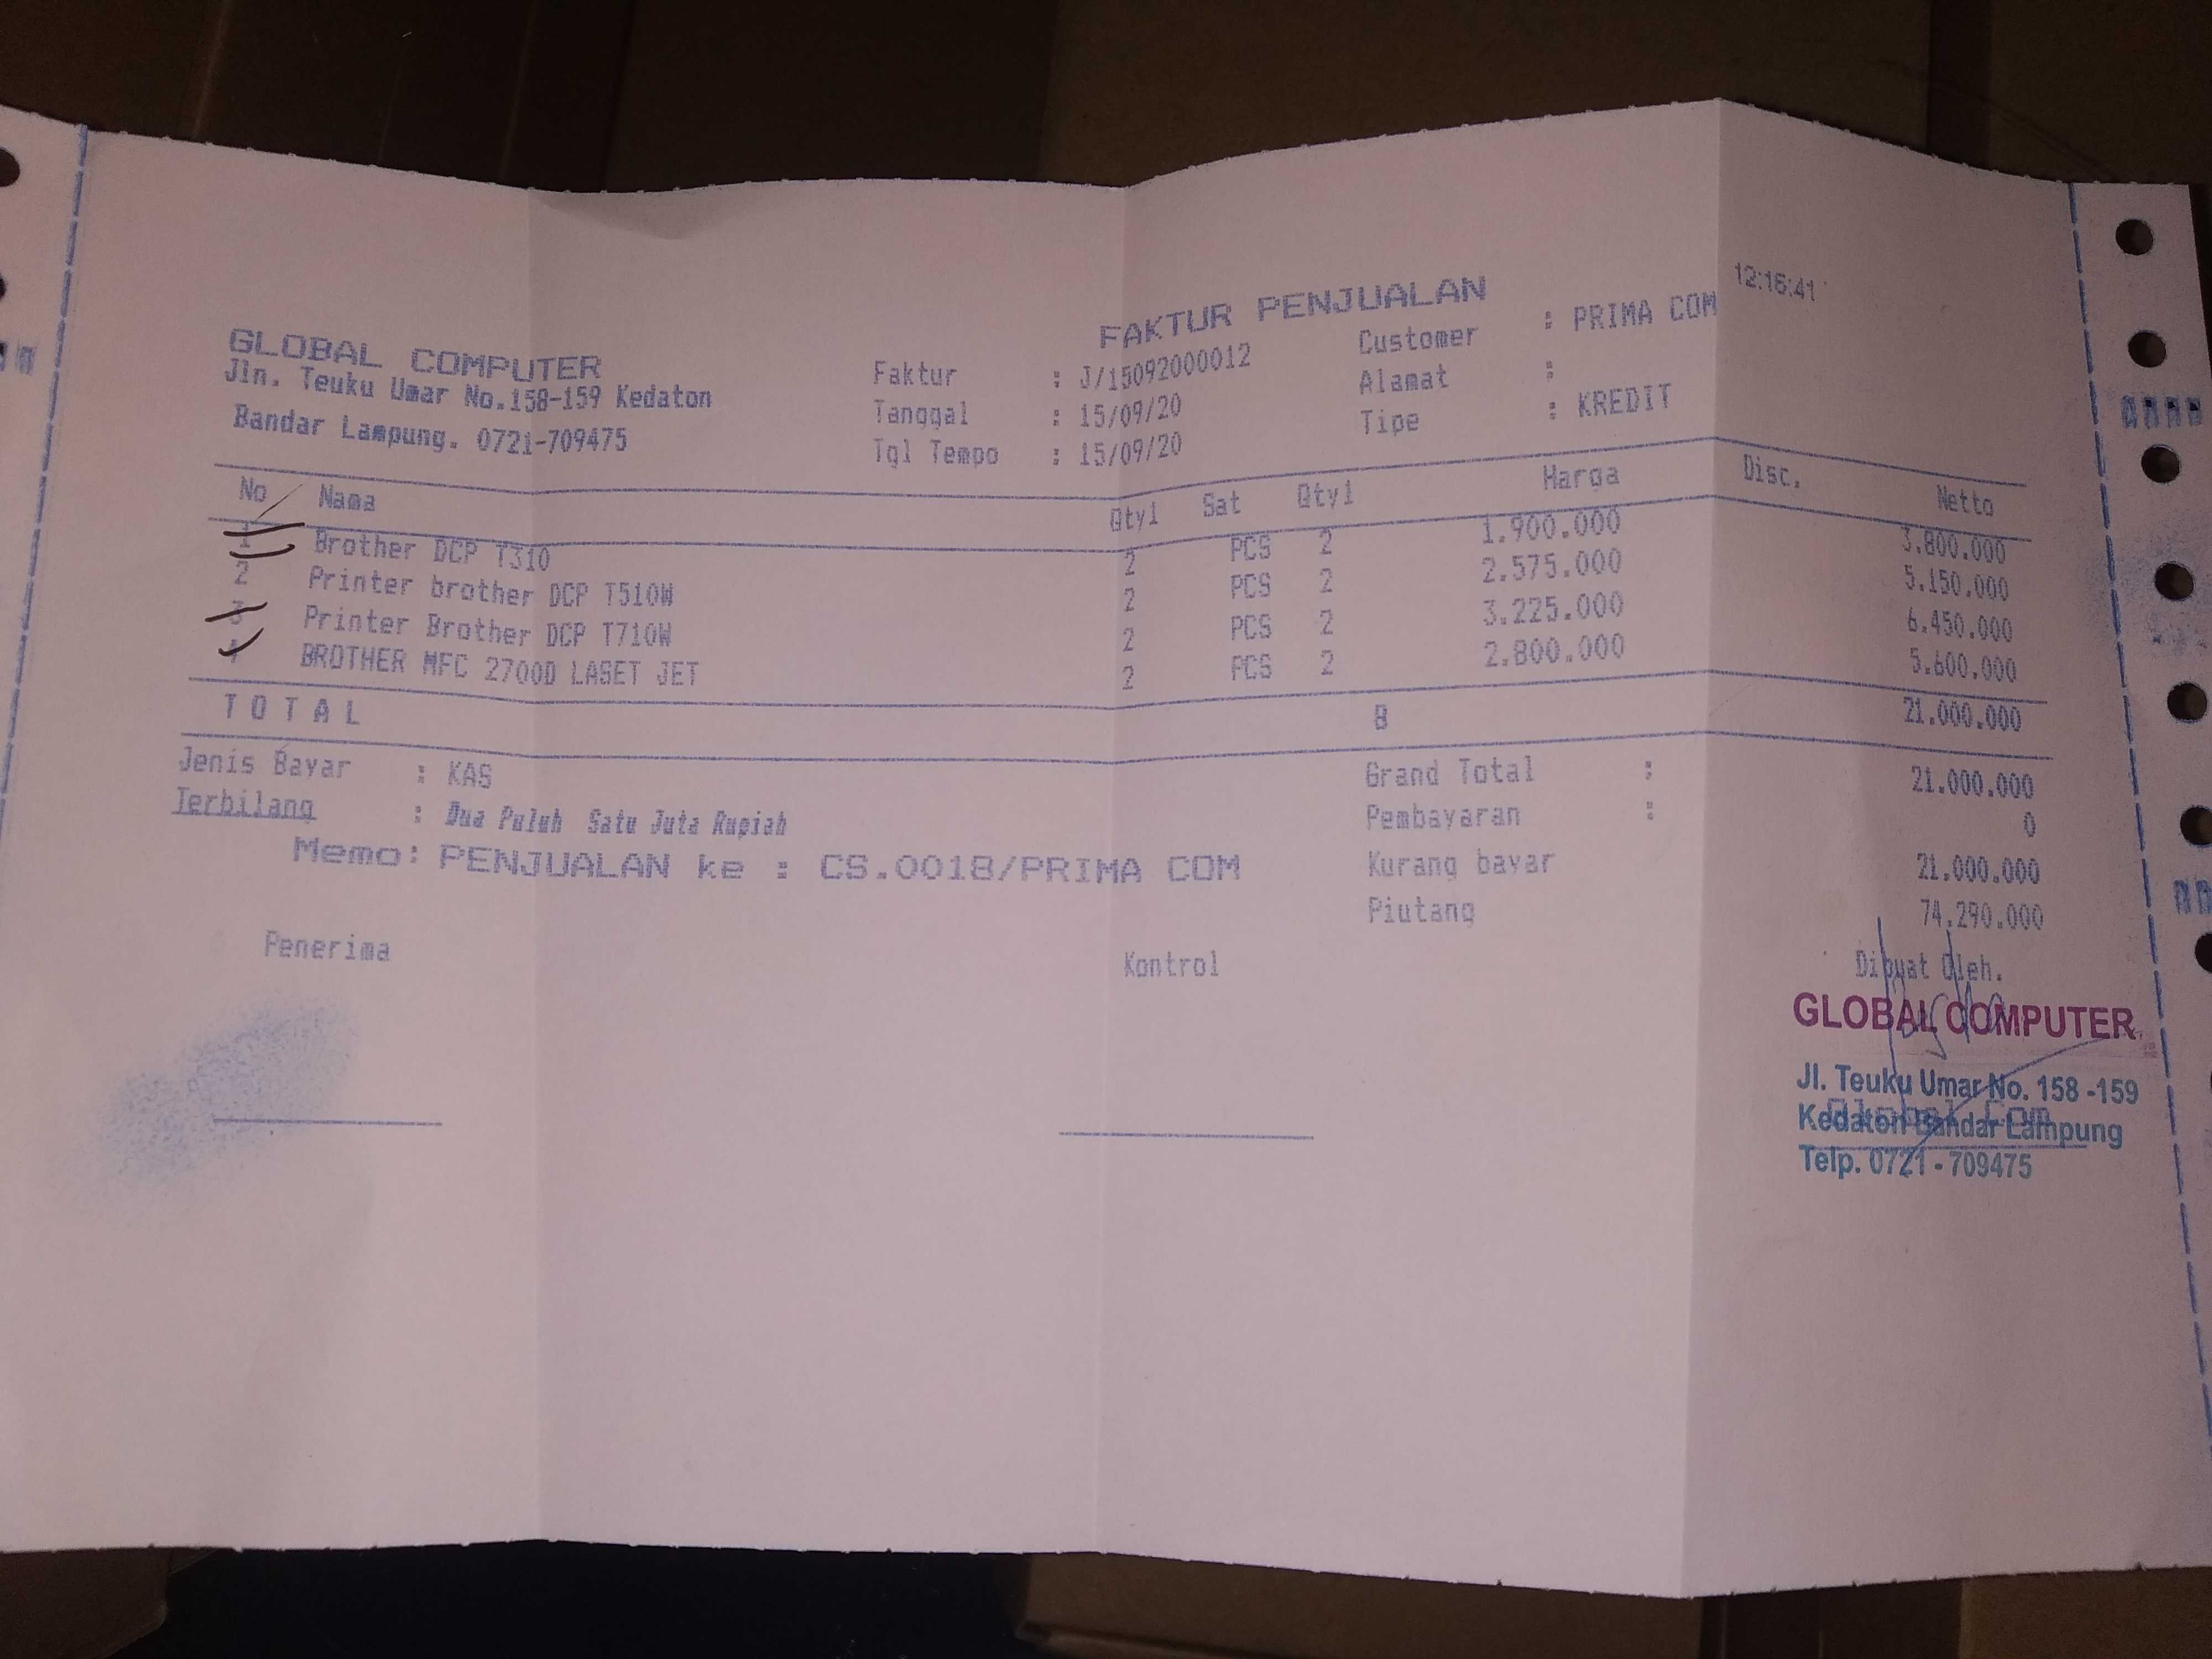 12:16:41
FAKTUR PENJUALAN
GLOBAL COMPUTER
Jln. Teuku Umar No.158-159 Kedaton
Bandar Lampung. 0721-709475
Faktur : J/15092000012
Tanggal : 15/09/20
Tgl Tempo : 15/09/20
Customer : PRIMA COM
Alamat :
Tipe : KREDIT
No Nama Qty1 Sat Qty1 Harga Disc. Netto
1 Brother DCP T310 2 PCS 2 1.900.000 3.800.000
2 Printer brother DCP T510W 2 PCS 2 2.575.000 5.150.000
3 Printer Brother DCP T710W 2 PCS 2 3.225.000 6.450.000
4 BROTHER MFC 2700D LASET JET 2 PCS 2 2.800.000 5.600.000
TOTAL 8 21.000.000
Jenis Bayar : KAS
Terbilang : Dua Puluh Satu Juta Rupiah
Memo: PENJUALAN ke : CS.0018/PRIMA COM
Grand Total : 21.000.000
Pembayaran : 0
Kurang bayar 21.000.000
Piutang 74.290.000
Penerima Kontrol Dibuat Oleh.
GLOBAL COMPUTER
Jl. Teuku Umar No. 158 -159
Kedaton Bandar Lampung
Telp. 0721 - 709475